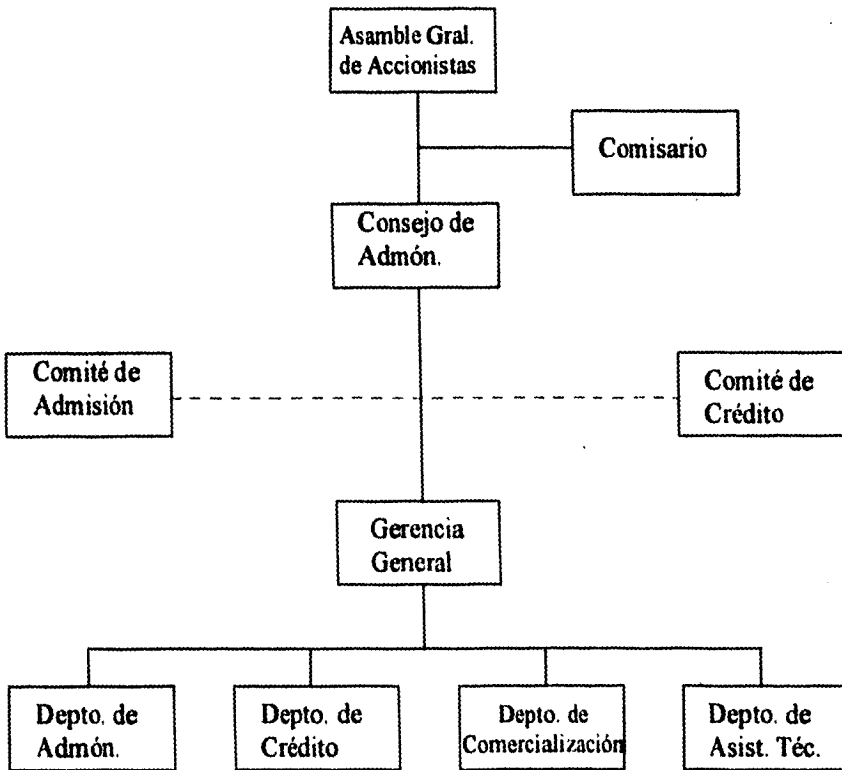 Asamble Gral.
de Accionistas
Comisario
Consejo de
Admón.
Comité de
Admisión
Comité de
Crédito
Gerencia
General
Depto. de
Admón.
Depto. de
Crédito
Depto. de
Comercialización
Depto. de
Asist. Téc.